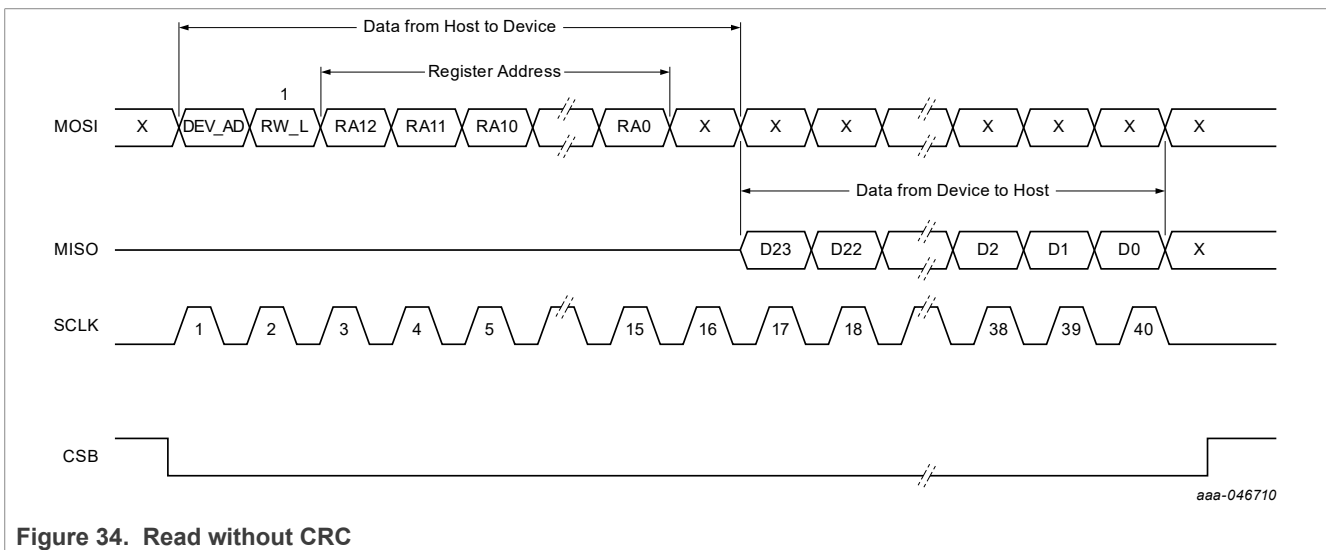 Data from Host to Device
Register Address
1
MOSI X DEV_AD RW_L RA12 RA11 RA10 RA0 X X X X X X X
Data from Device to Host
MISO D23 D22 D2 D1 D0 X
SCLK 1 2 3 4 5 15 16 17 18 38 39 40
CSB
aaa-046710
Figure 34. Read without CRC